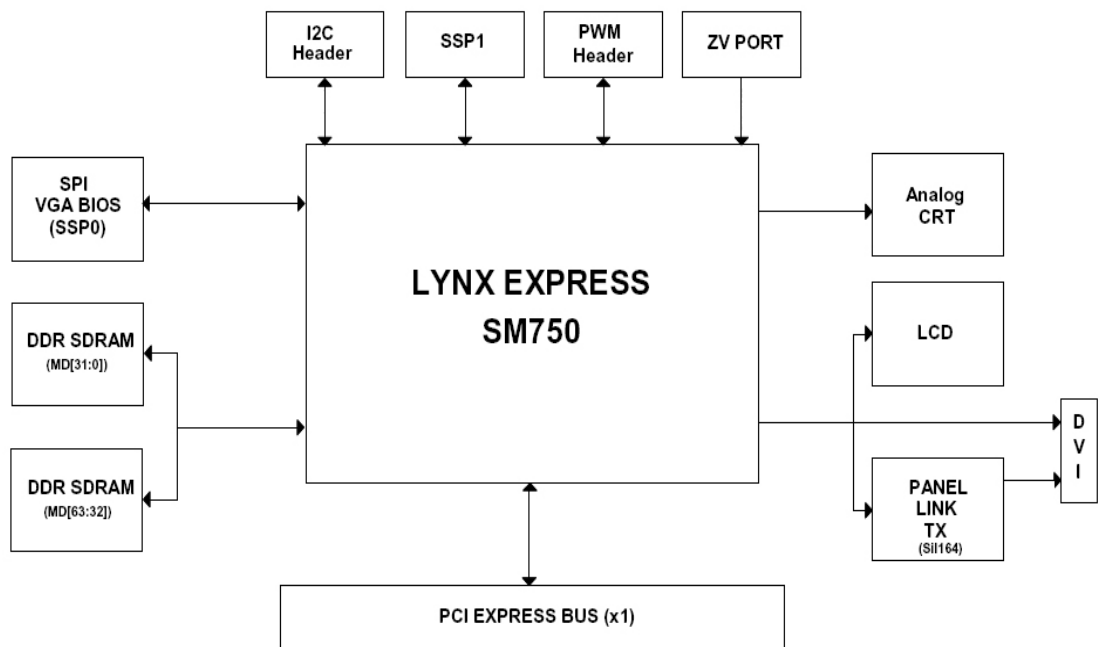 I2C
Header
SSP1
PWM
Header
ZV PORT
SPI
VGA BIOS
(SSP0)
Analog
CRT
LYNX EXPRESS
SM750
DDR SDRAM
(MD[31:0])
LCD
DDR SDRAM
(MD[63:32])
D
V
I
PANEL
LINK
TX
(SiI164)
PCI EXPRESS BUS (x1)